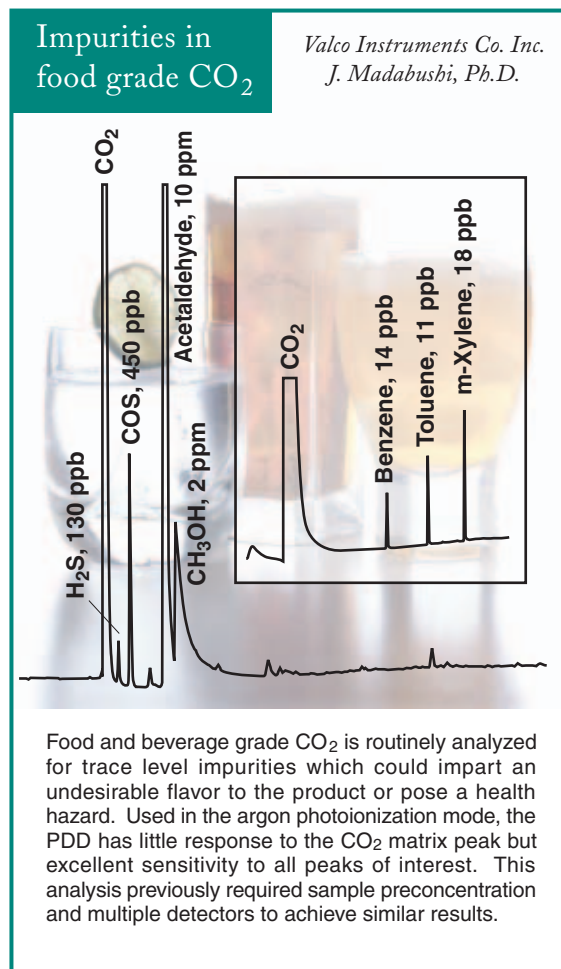 Impurities in
food grade CO₂
Valco Instruments Co. Inc.
J. Madabushi, Ph.D.
CO₂
Acetaldehyde, 10 ppm
COS, 450 ppb
H₂S, 130 ppb
CH₃OH, 2 ppm
CO₂
Benzene, 14 ppb
Toluene, 11 ppb
m-Xylene, 18 ppb
Food and beverage grade CO₂ is routinely analyzed
for trace level impurities which could impart an
undesirable flavor to the product or pose a health
hazard. Used in the argon photoionization mode, the
PDD has little response to the CO₂ matrix peak but
excellent sensitivity to all peaks of interest. This
analysis previously required sample preconcentration
and multiple detectors to achieve similar results.